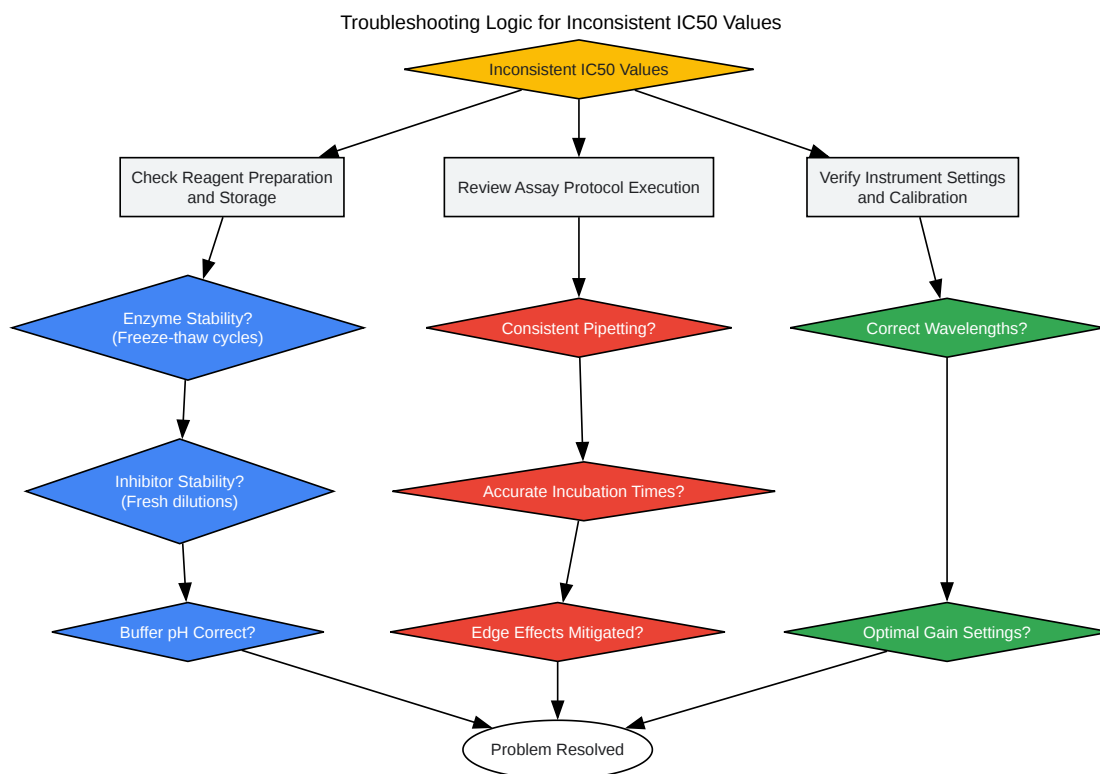 Troubleshooting Logic for Inconsistent IC50 Values
Inconsistent IC50 Values
Check Reagent Preparation
and Storage
Review Assay Protocol Execution
Verify Instrument Settings
and Calibration
Enzyme Stability?
(Freeze-thaw cycles)
Consistent Pipetting?
Correct Wavelengths?
Inhibitor Stability?
(Fresh dilutions)
Accurate Incubation Times?
Buffer pH Correct?
Edge Effects Mitigated?
Optimal Gain Settings?
Problem Resolved